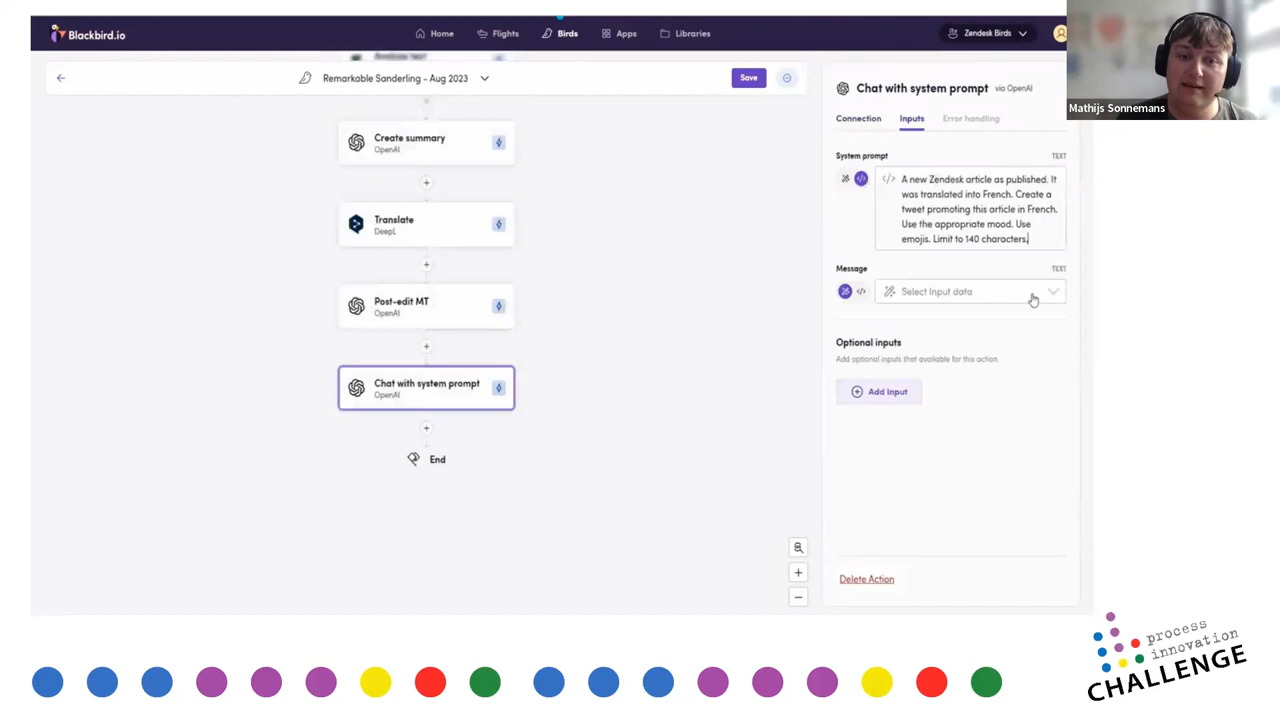 Blackbird.io
Home
Flights
Birds
Apps
Libraries
Zendesk Birds
Mathijs Sonnemans
Remarkable Sanderling - Aug 2023
Save
Create summary
OpenAI
Translate
DeepL
Post-edit MT
OpenAI
Chat with system prompt
OpenAI
End
Chat with system prompt via OpenAI
Connection
Inputs
Error handling
System prompt
TEXT
A new Zendesk article as published. It
was translated into French. Create a
tweet promoting this article in French.
Use the appropriate mood. Use
emojis. Limit to 140 characters.
Message
TEXT
Select input data
Optional inputs
Add optional inputs that available for this action.
Add Input
Delete Action
process
innovation
CHALLENGE